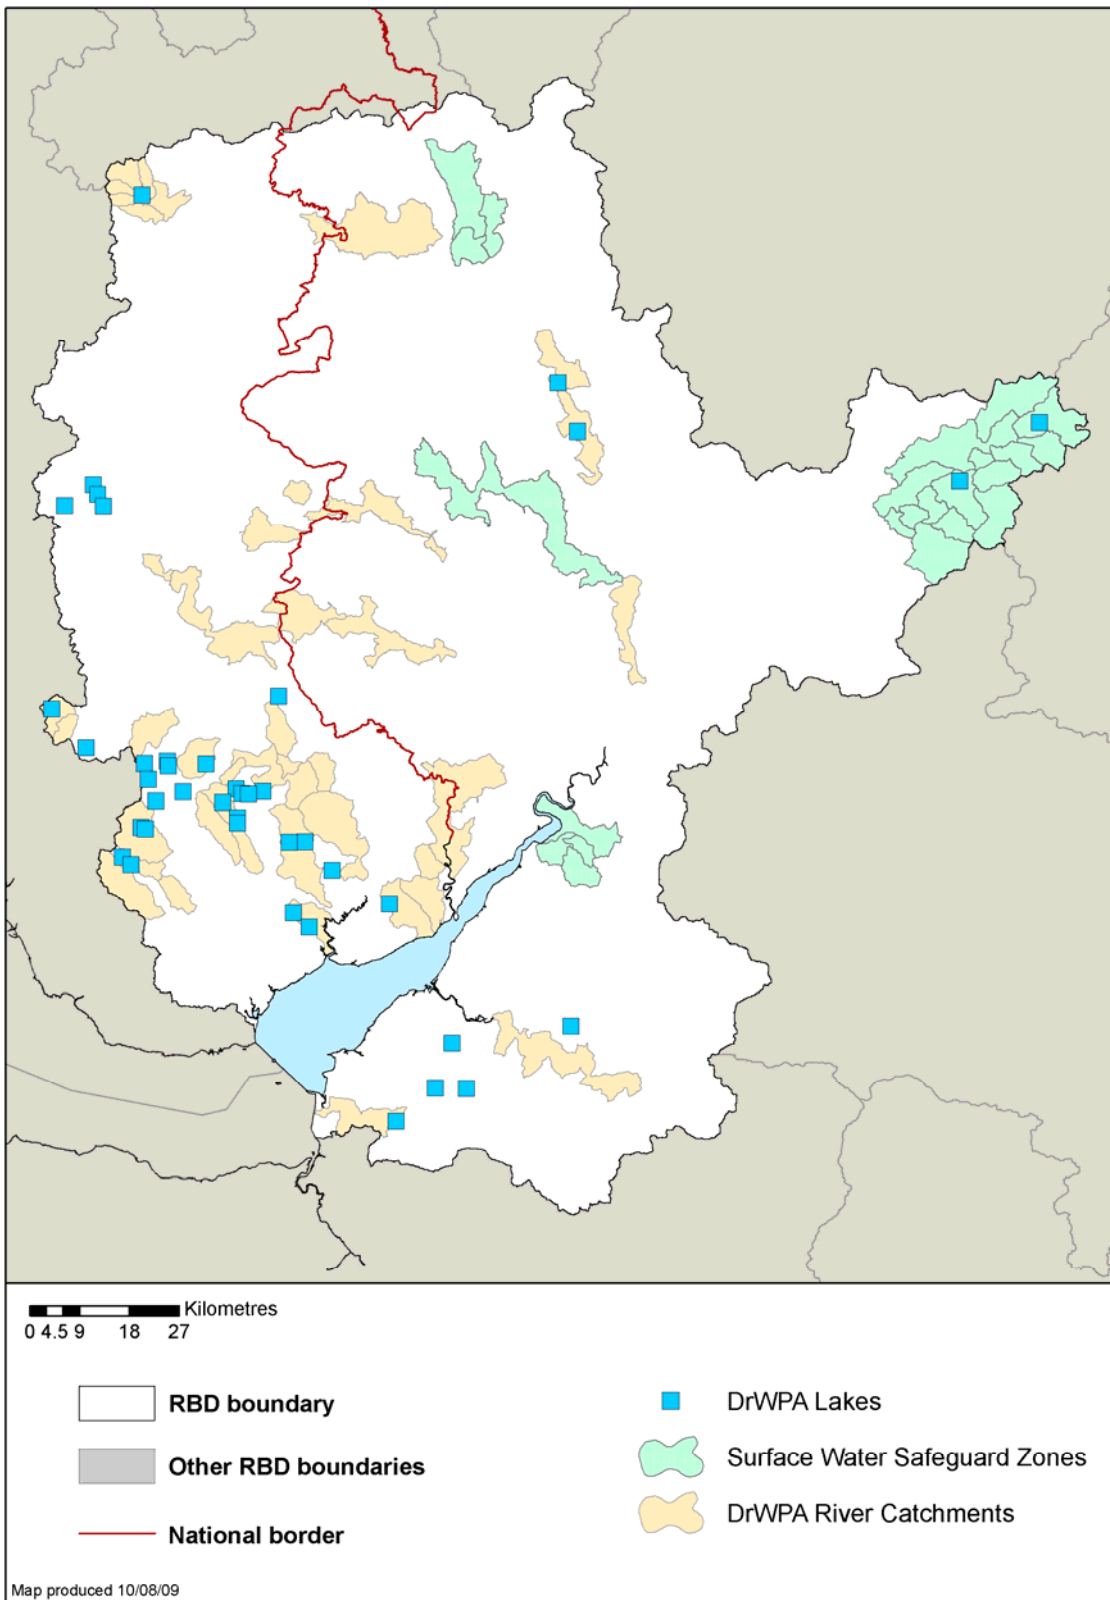 Kilometres
0 4.5 9 18 27
RBD boundary
Other RBD boundaries
National border
DrWPA Lakes
Surface Water Safeguard Zones
DrWPA River Catchments
Map produced 10/08/09